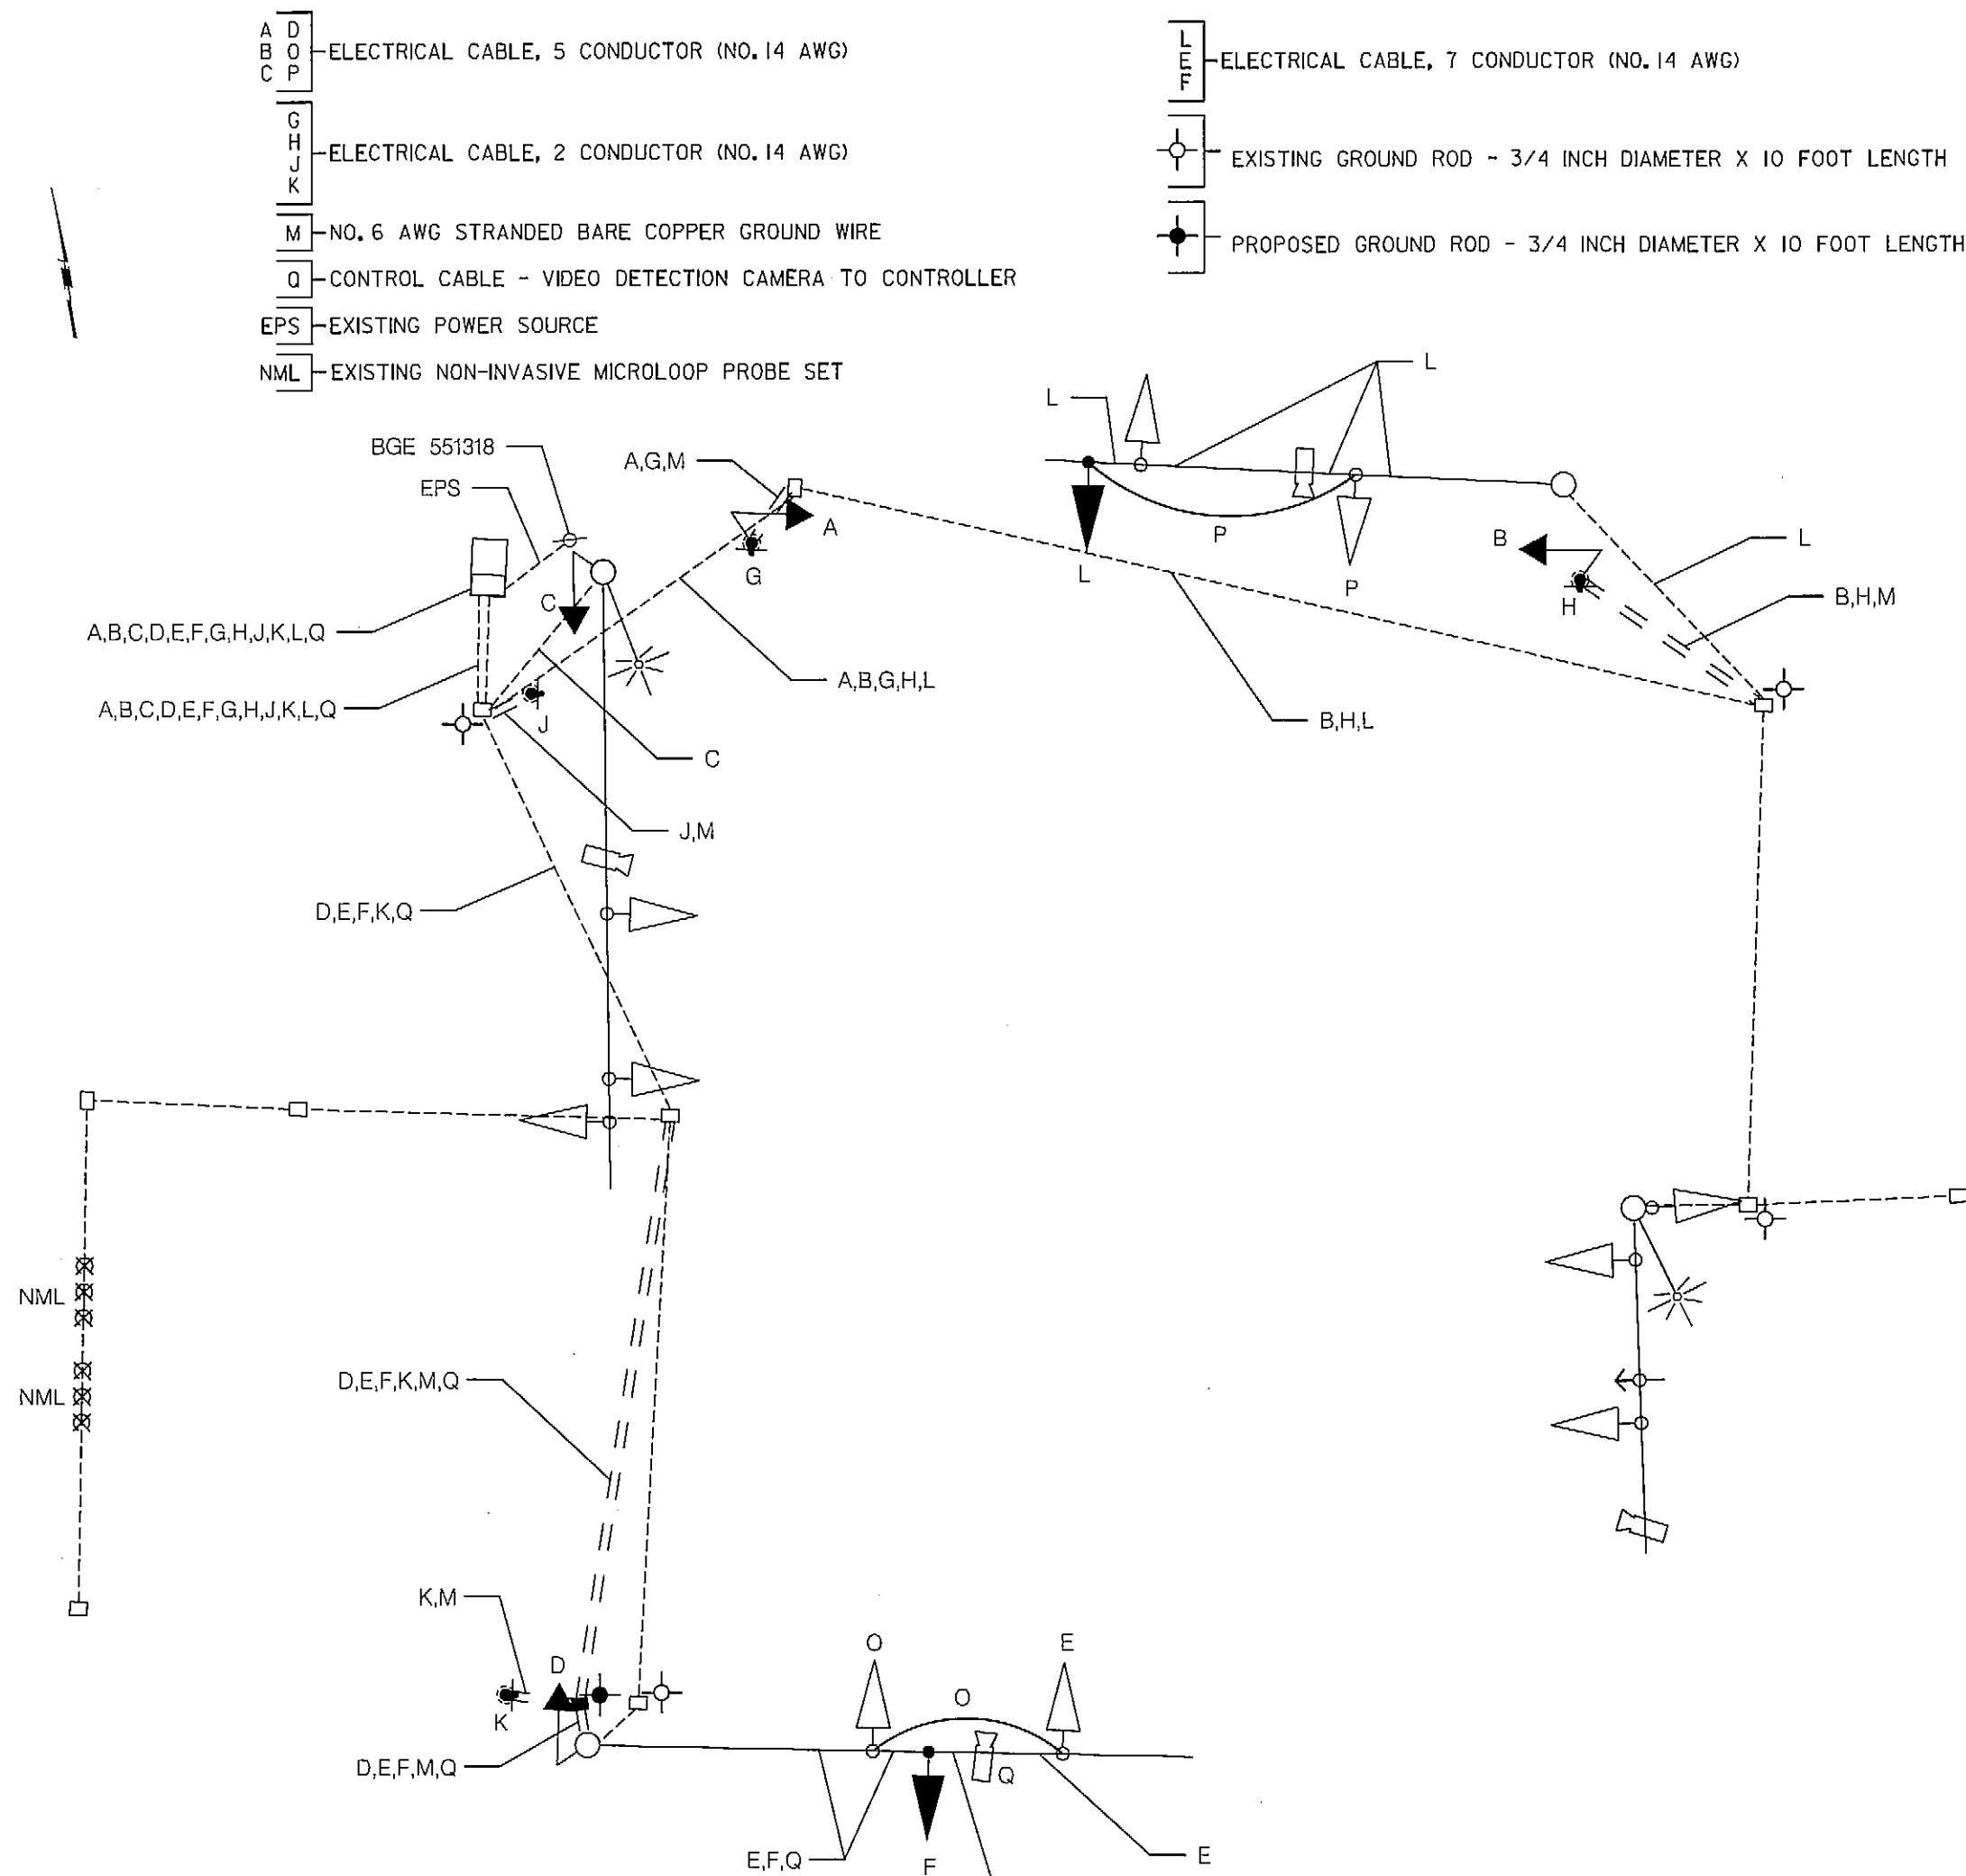 A D
B O
C P
ELECTRICAL CABLE, 5 CONDUCTOR (NO. 14 AWG)
G
H
J
K
ELECTRICAL CABLE, 2 CONDUCTOR (NO. 14 AWG)
M NO. 6 AWG STRANDED BARE COPPER GROUND WIRE
Q CONTROL CABLE - VIDEO DETECTION CAMERA TO CONTROLLER
EPS EXISTING POWER SOURCE
NML EXISTING NON-INVASIVE MICROLOOP PROBE SET
L
E
F
ELECTRICAL CABLE, 7 CONDUCTOR (NO. 14 AWG)
EXISTING GROUND ROD - 3/4 INCH DIAMETER X 10 FOOT LENGTH
PROPOSED GROUND ROD - 3/4 INCH DIAMETER X 10 FOOT LENGTH
L
L
BGE 551318
A,G,M
EPS
A
P
B
L
G
L
P
H
B,H,M
C
A,B,C,D,E,F,G,H,J,K,L,Q
A,B,G,H,L
A,B,C,D,E,F,G,H,J,K,L,Q
J
B,H,L
C
J,M
D,E,F,K,Q
NML
D,E,F,K,M,Q
NML
K,M
O
E
D
O
K
D,E,F,M,Q
Q
E,F,Q
F
E